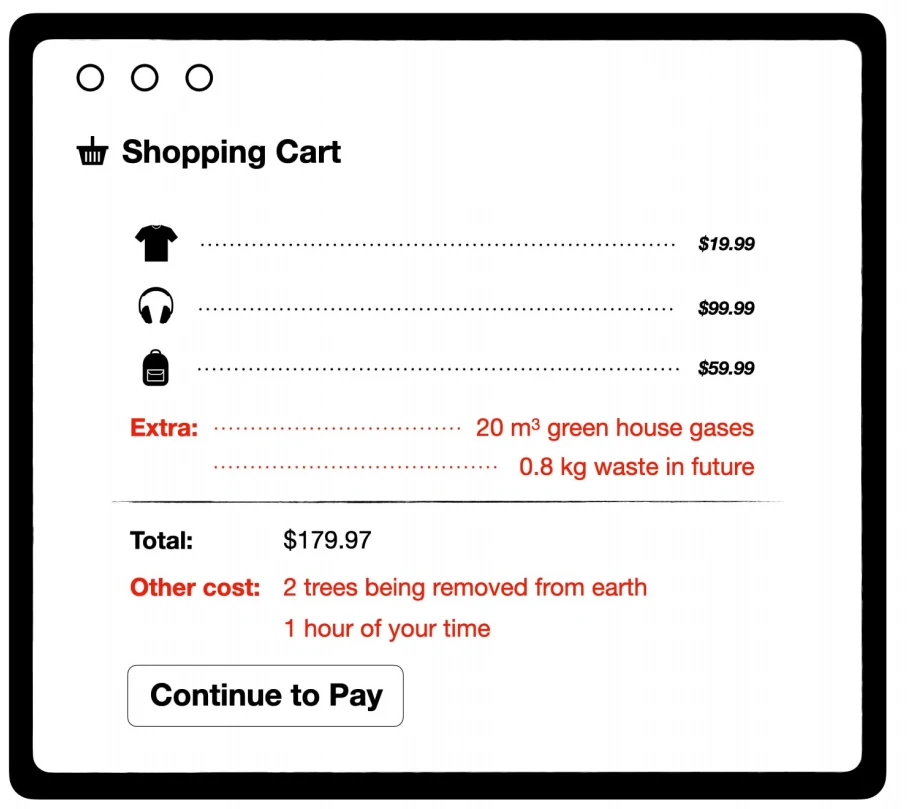 Shopping Cart
$19.99
$99.99
$59.99
Extra: 20 m³ green house gases
0.8 kg waste in future
Total: $179.97
Other cost: 2 trees being removed from earth
1 hour of your time
Continue to Pay